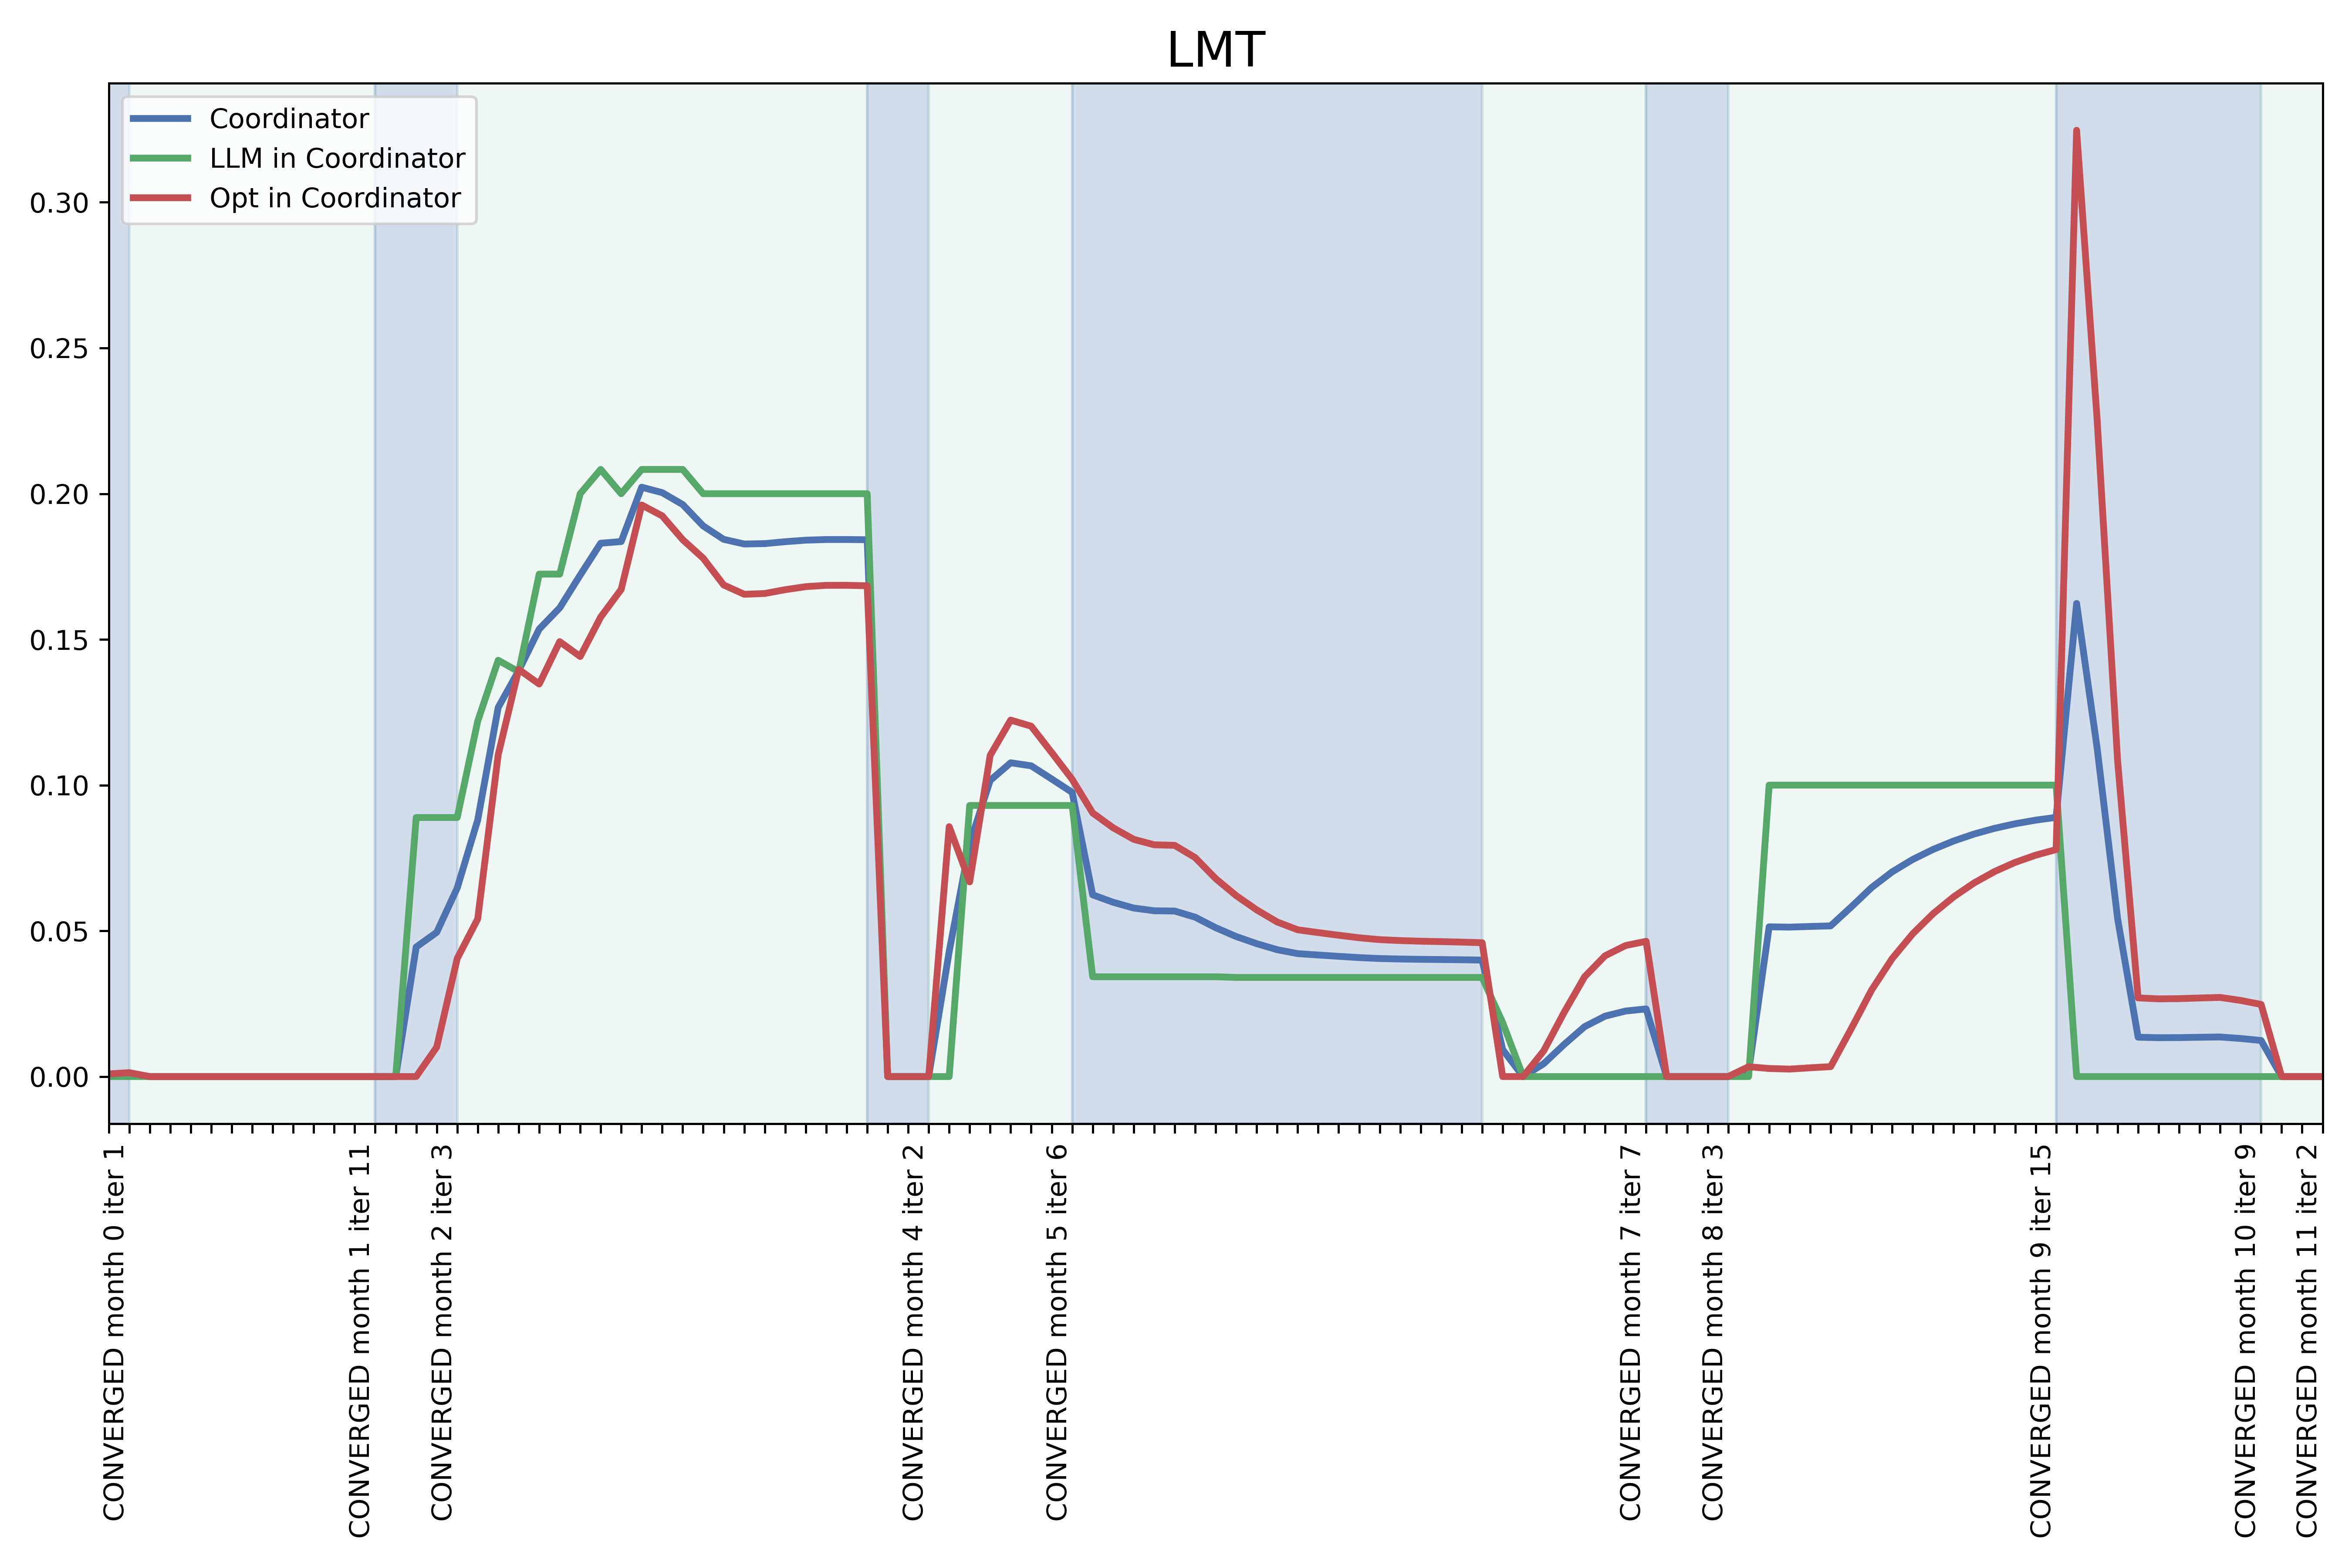 LMT
Coordinator
LLM in Coordinator
Opt in Coordinator
0.30
0.25
0.20
0.15
0.10
0.05
0.00
CONVERGED month 0 iter 1
CONVERGED month 1 iter 11
CONVERGED month 2 iter 3
CONVERGED month 4 iter 2
CONVERGED month 5 iter 6
CONVERGED month 7 iter 7
CONVERGED month 8 iter 3
CONVERGED month 9 iter 15
CONVERGED month 10 iter 9
CONVERGED month 11 iter 2